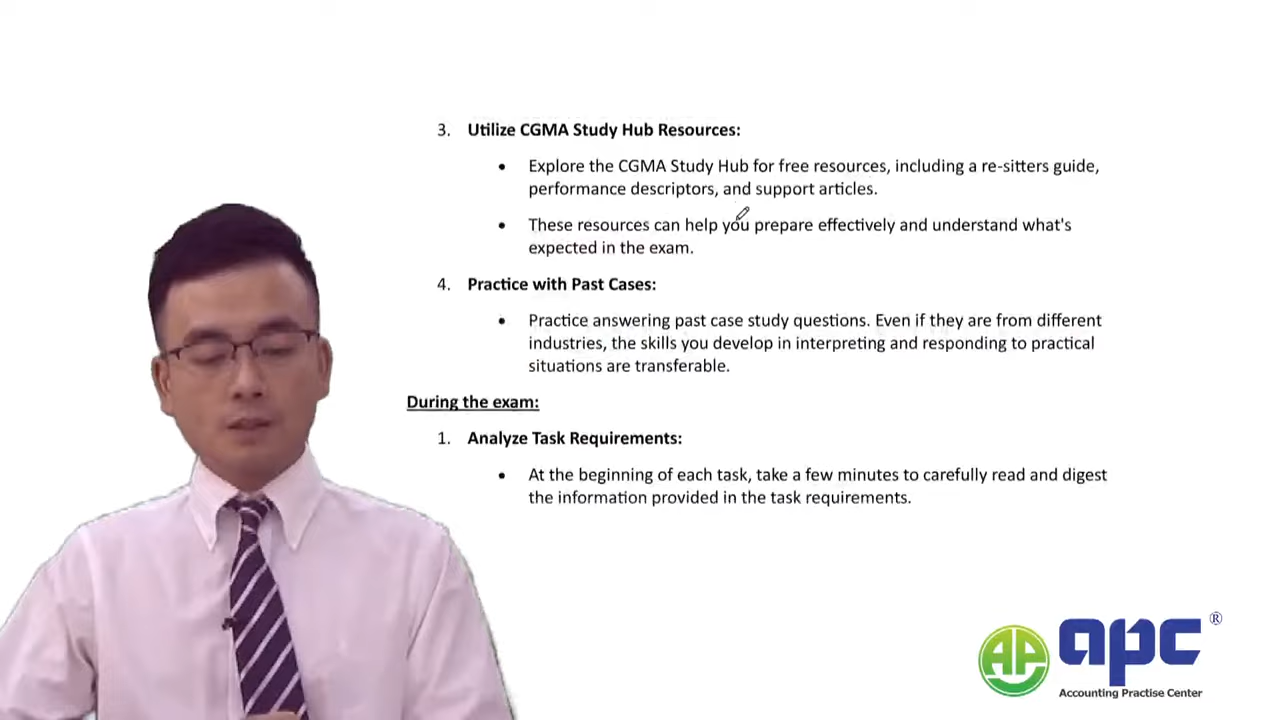 3. Utilize CGMA Study Hub Resources:
• Explore the CGMA Study Hub for free resources, including a re-sitters guide,
performance descriptors, and support articles.
• These resources can help you prepare effectively and understand what's
expected in the exam.
4. Practice with Past Cases:
• Practice answering past case study questions. Even if they are from different
industries, the skills you develop in interpreting and responding to practical
situations are transferable.
During the exam:
1. Analyze Task Requirements:
• At the beginning of each task, take a few minutes to carefully read and digest
the information provided in the task requirements.
apc®
Accounting Practise Center